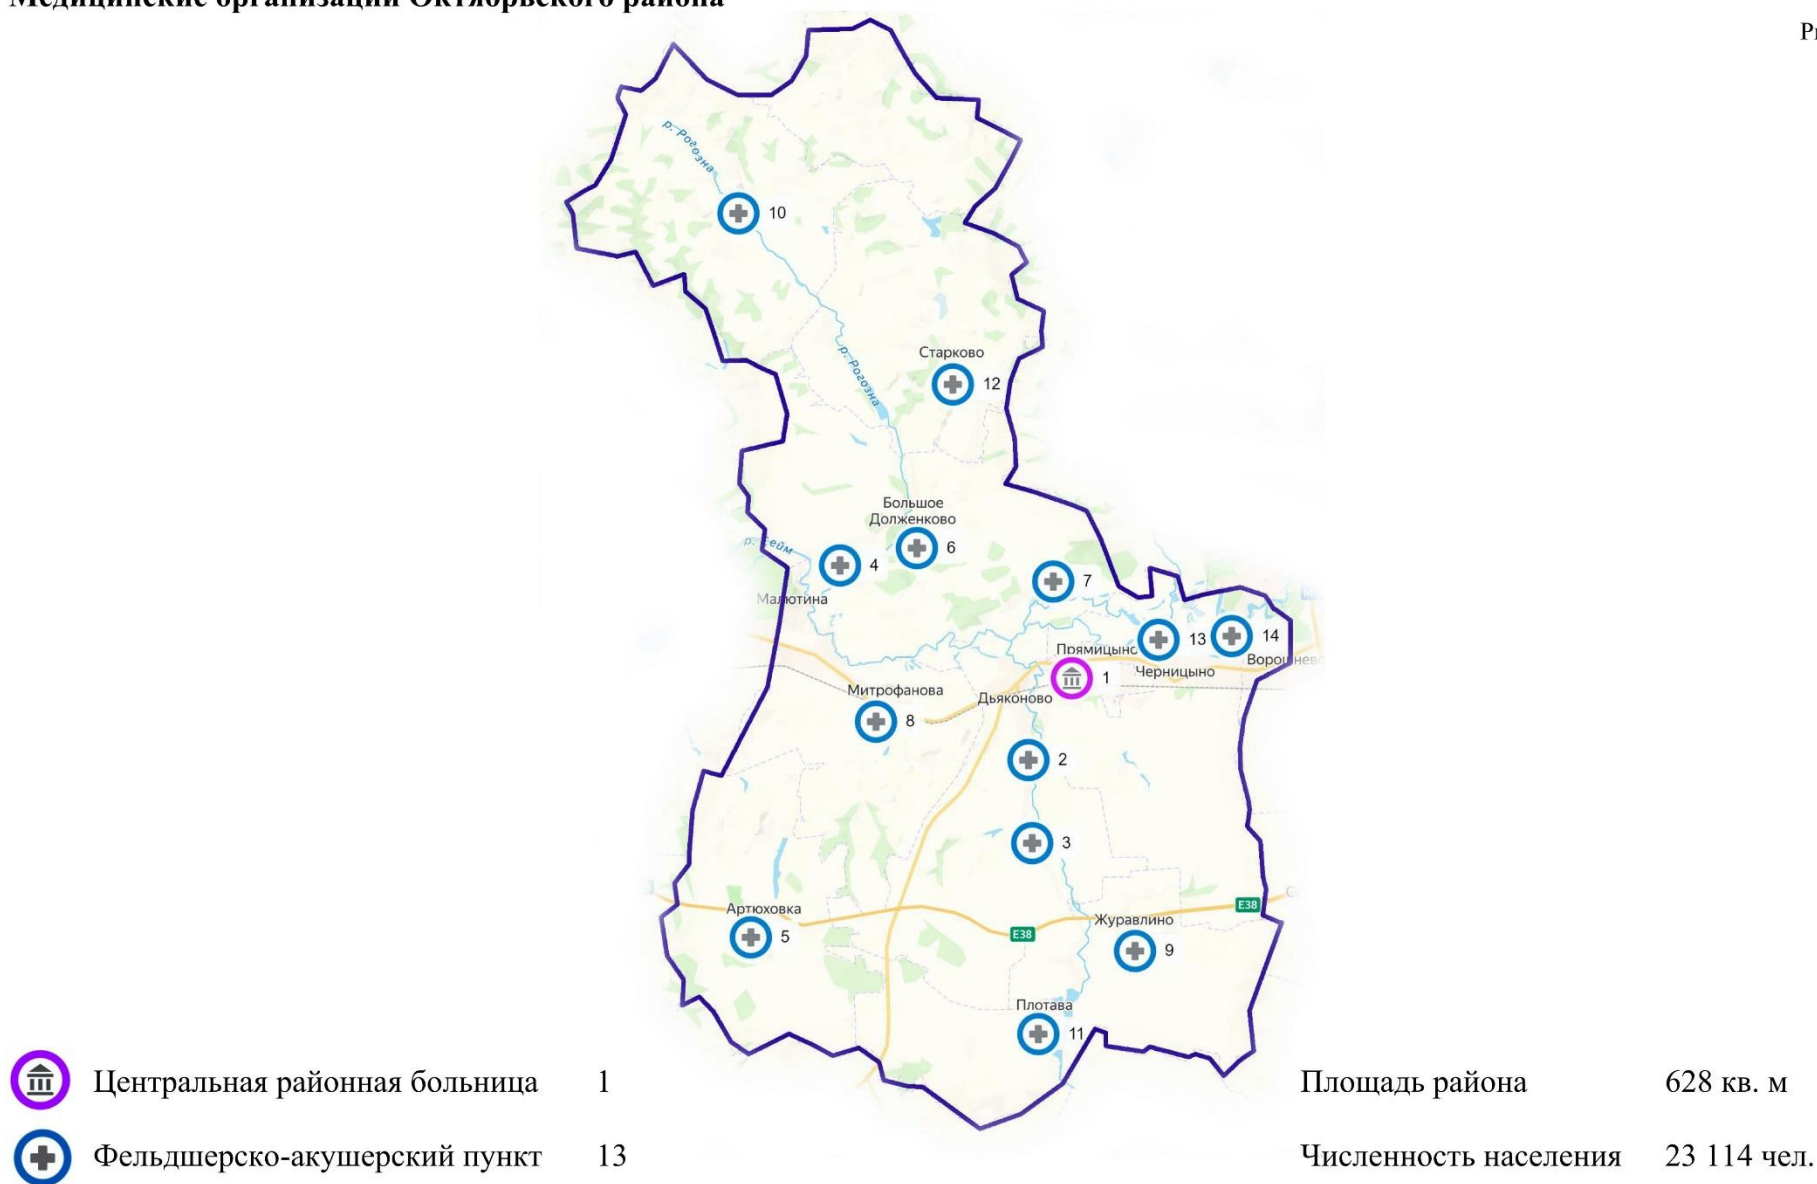 Медицинские организации Октябрьского района
р. Рогозна
10
Старково
12
р. Рогозна
Большое
Долженково
6
р. Сейм
4
7
Малютина
13
14
Прямицыно
Ворошнево
1
Черницыно
Митрофанова
Дьяконово
8
2
3
E38
Артюховка
5
E38
Журавлино
9
Плотава
11
Центральная районная больница 1
Площадь района 628 кв. м
Фельдшерско-акушерский пункт 13
Численность населения 23 114 чел.